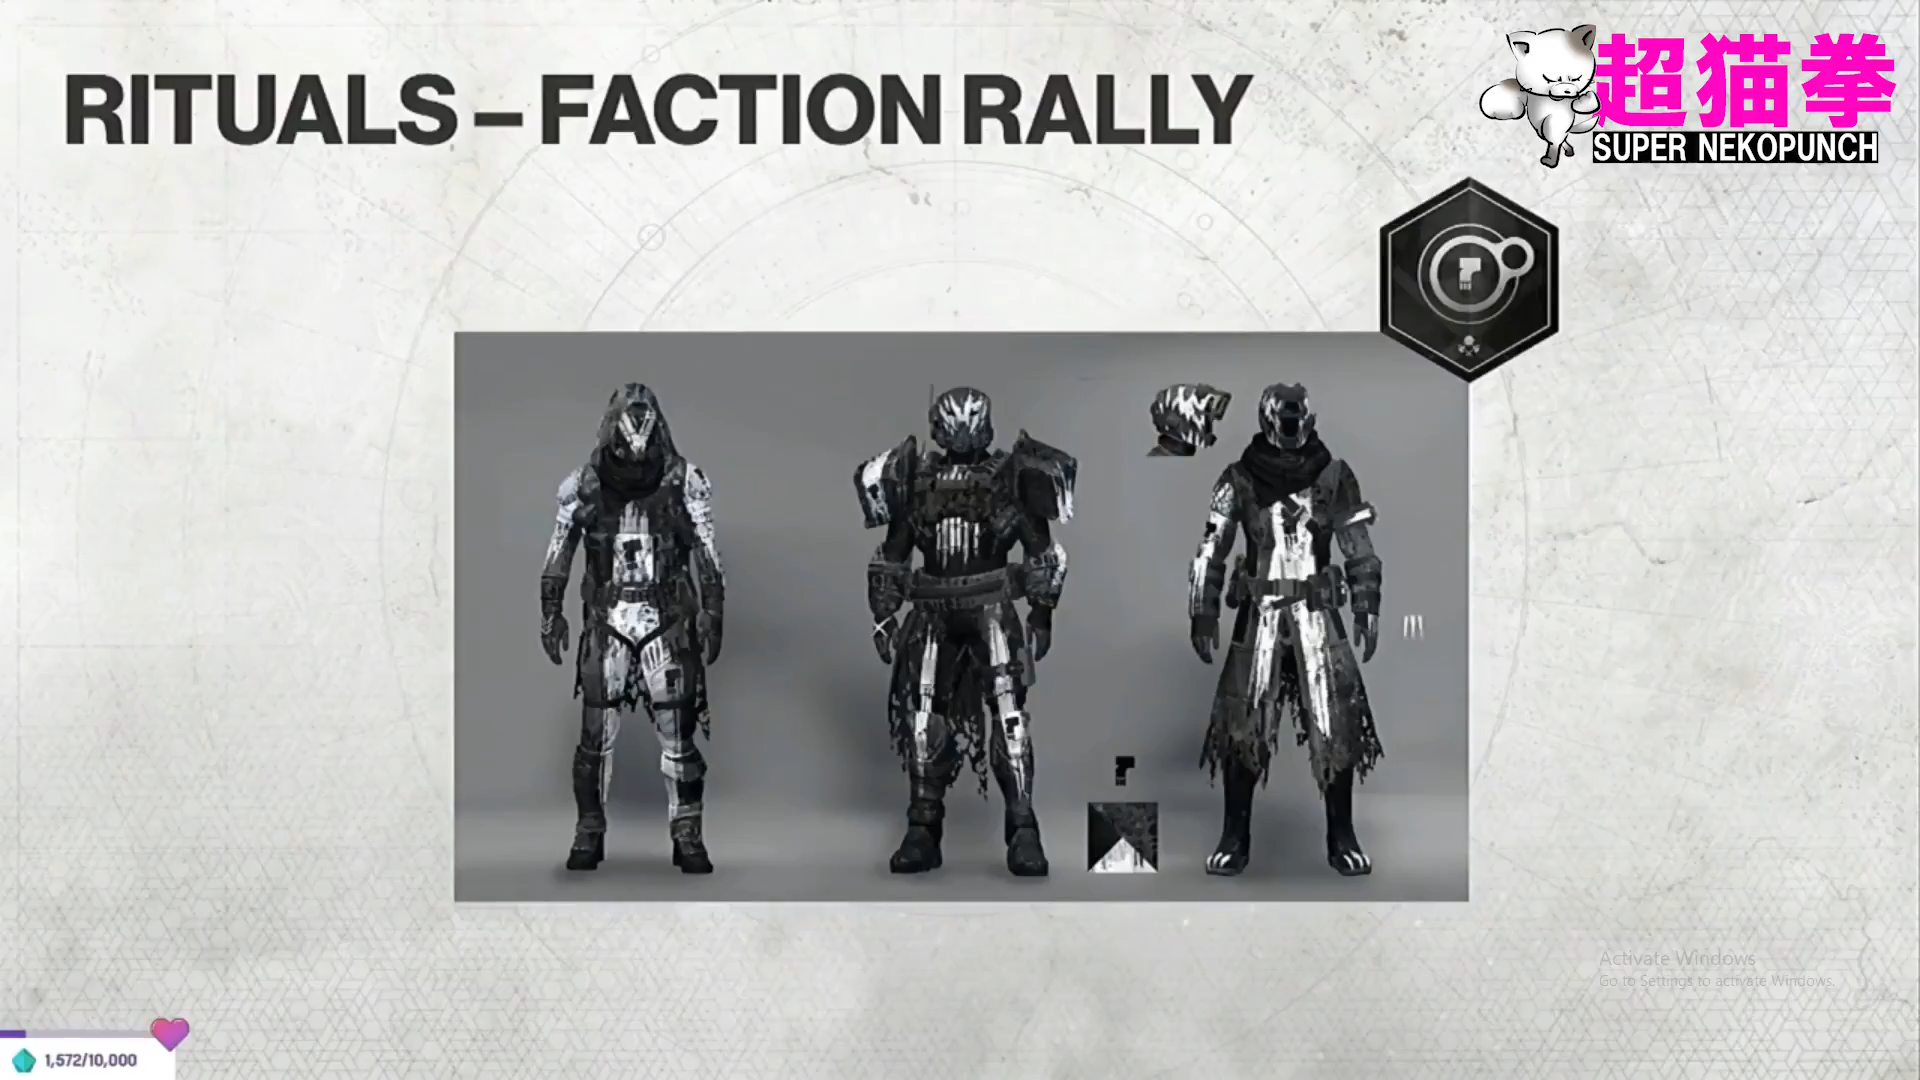 RITUALS – FACTION RALLY
超猫拳
SUPER NEKOPUNCH
Activate Windows
Go to Settings to activate Windows.
1,572/10,000